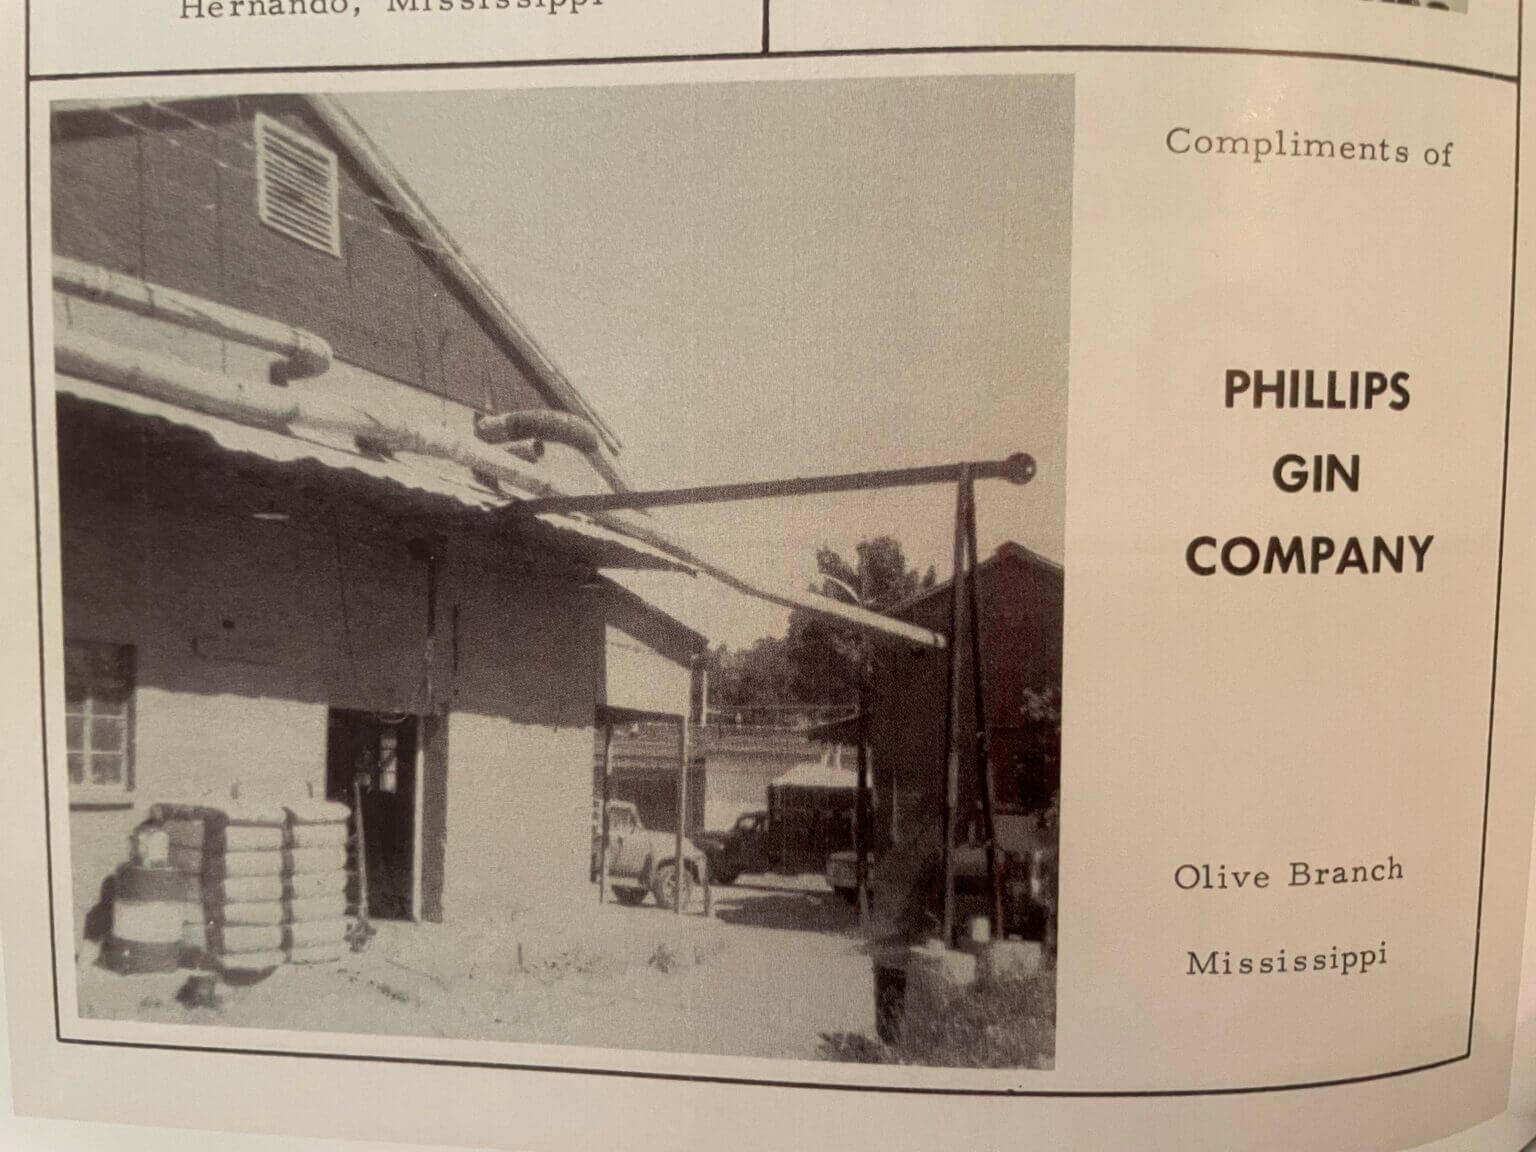 Hernando, Mississippi
Compliments of
PHILLIPS
GIN
COMPANY
Olive Branch
Mississippi